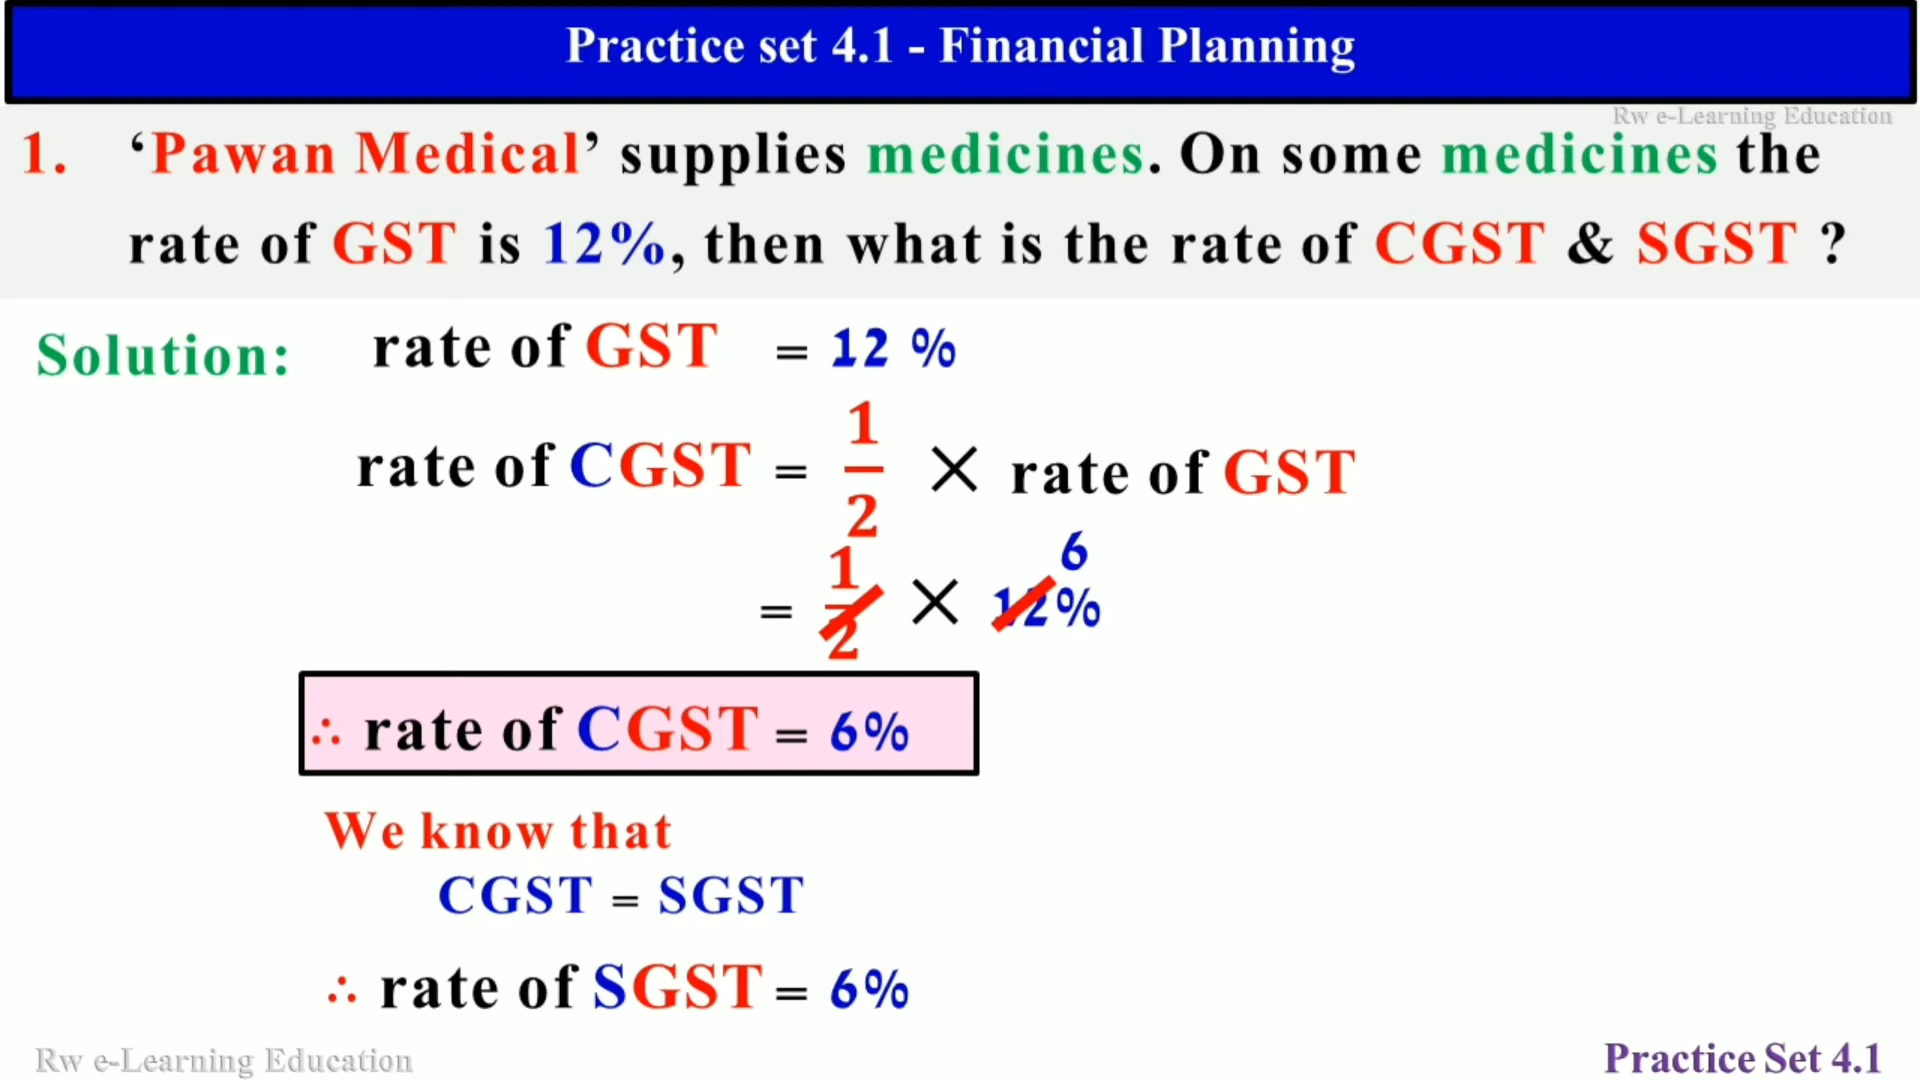 Practice set 4.1 - Financial Planning
Rw e-Learning Education
1. ‘Pawan Medical’ supplies medicines. On some medicines the
rate of GST is 12%, then what is the rate of CGST & SGST ?
Solution: rate of GST = 12 %
rate of CGST = 1/2 × rate of GST
6
= 1/2 × 12%
∴ rate of CGST = 6%
We know that
CGST = SGST
∴ rate of SGST = 6%
Rw e-Learning Education
Practice Set 4.1